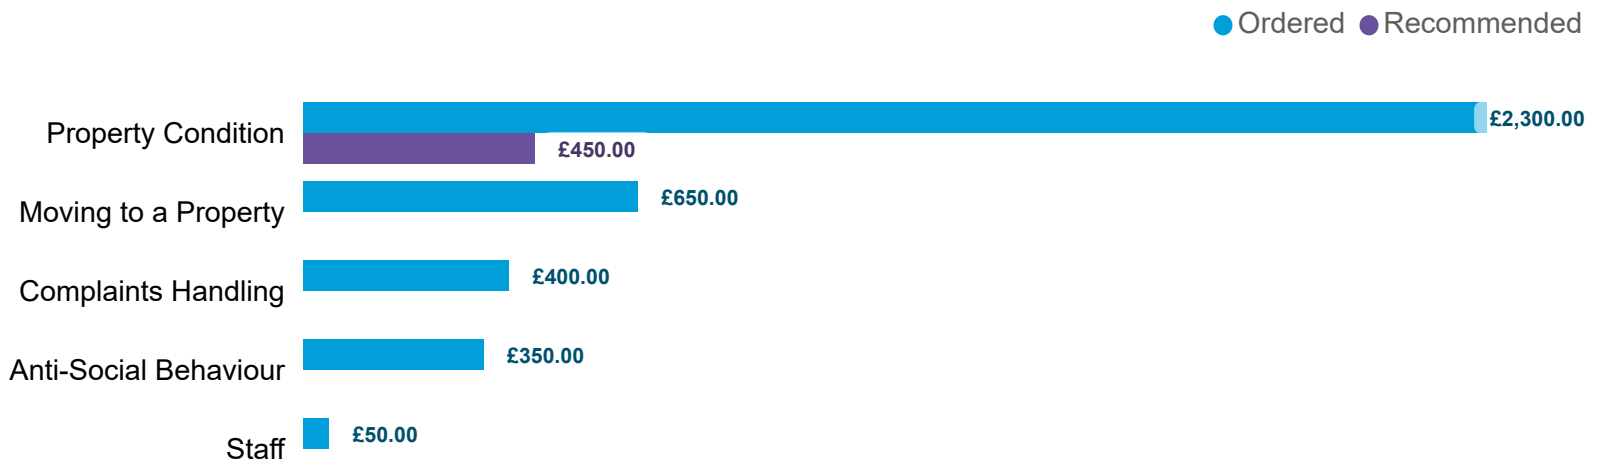 Ordered Recommended
Property Condition £2,300.00
£450.00
Moving to a Property £650.00
Complaints Handling £400.00
Anti-Social Behaviour £350.00
Staff £50.00